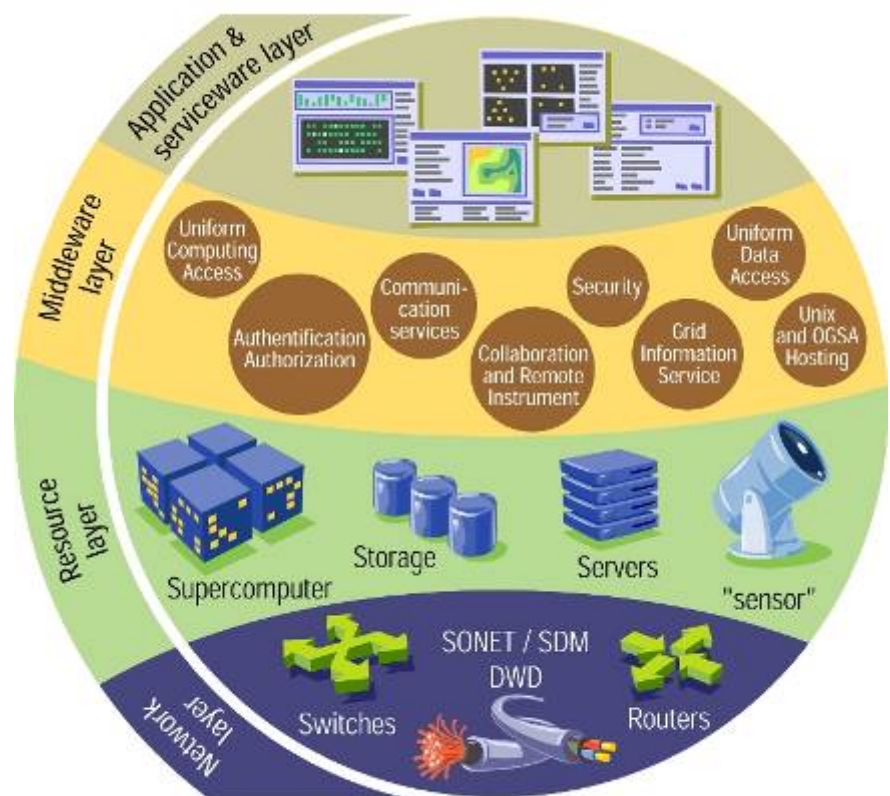 Application &
serviceware layer
Middleware
layer
Uniform
Computing
Access
Authentification
Authorization
Communi-
cation
services
Collaboration
and Remote
Instrument
Security
Grid
Information
Service
Uniform
Data
Access
Unix
and OGSA
Hosting
Resource
layer
Supercomputer
Storage
Servers
"sensor"
Network
layer
Switches
SONET / SDM
DWD
Routers